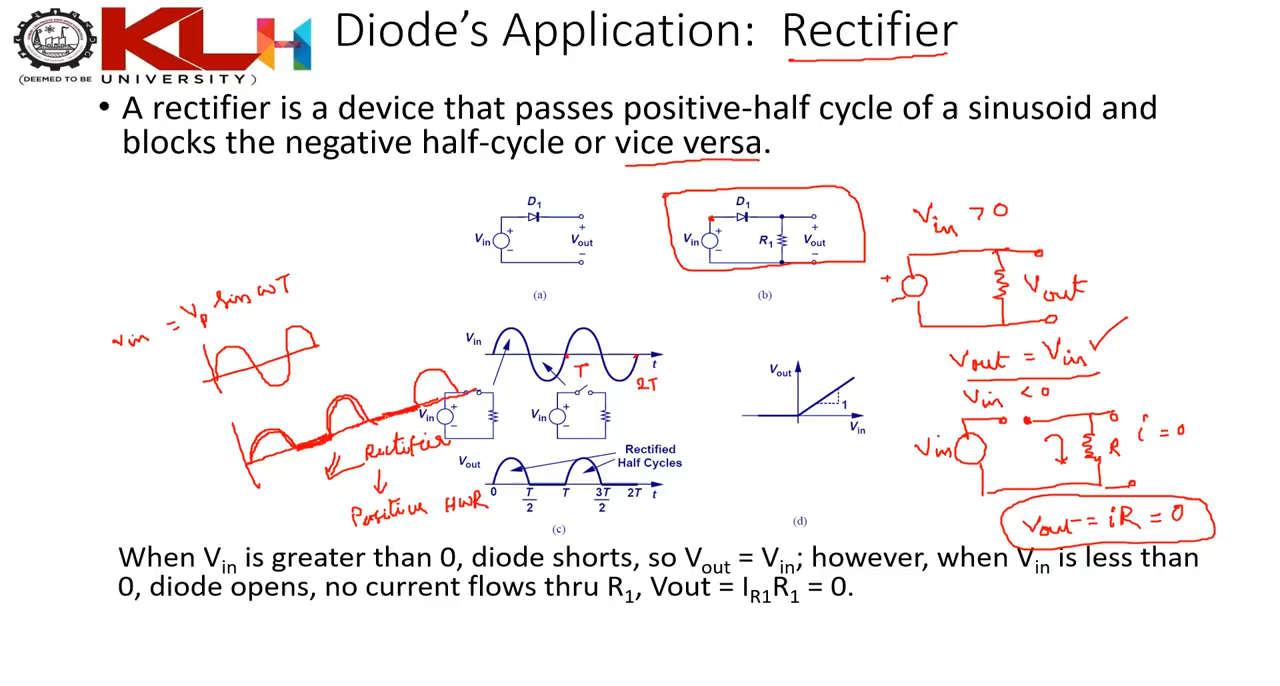 KLH
(DEEMED TO BE UNIVERSITY)
Diode's Application: Rectifier
• A rectifier is a device that passes positive-half cycle of a sinusoid and
blocks the negative half-cycle or vice versa.
D1
Vin
+
−
+
Vout
−
(a)
D1
Vin
+
−
R1
+
Vout
−
(b)
Vin > 0
+
−
Vout
Vout = Vin ✓
vin = Vp sin ωT
Vin
t
T
2T
Vin
+
−
Vin
+
−
Vout
Rectified
Half Cycles
0
T/2
T
3T/2
2T
t
(c)
Rectifier
↓
Positive HWR
Vout
1
Vin
(d)
Vin < 0
Vin
R
i = 0
Vout = iR = 0
When Vin is greater than 0, diode shorts, so Vout = Vin; however, when Vin is less than
0, diode opens, no current flows thru R1, Vout = IR1R1 = 0.